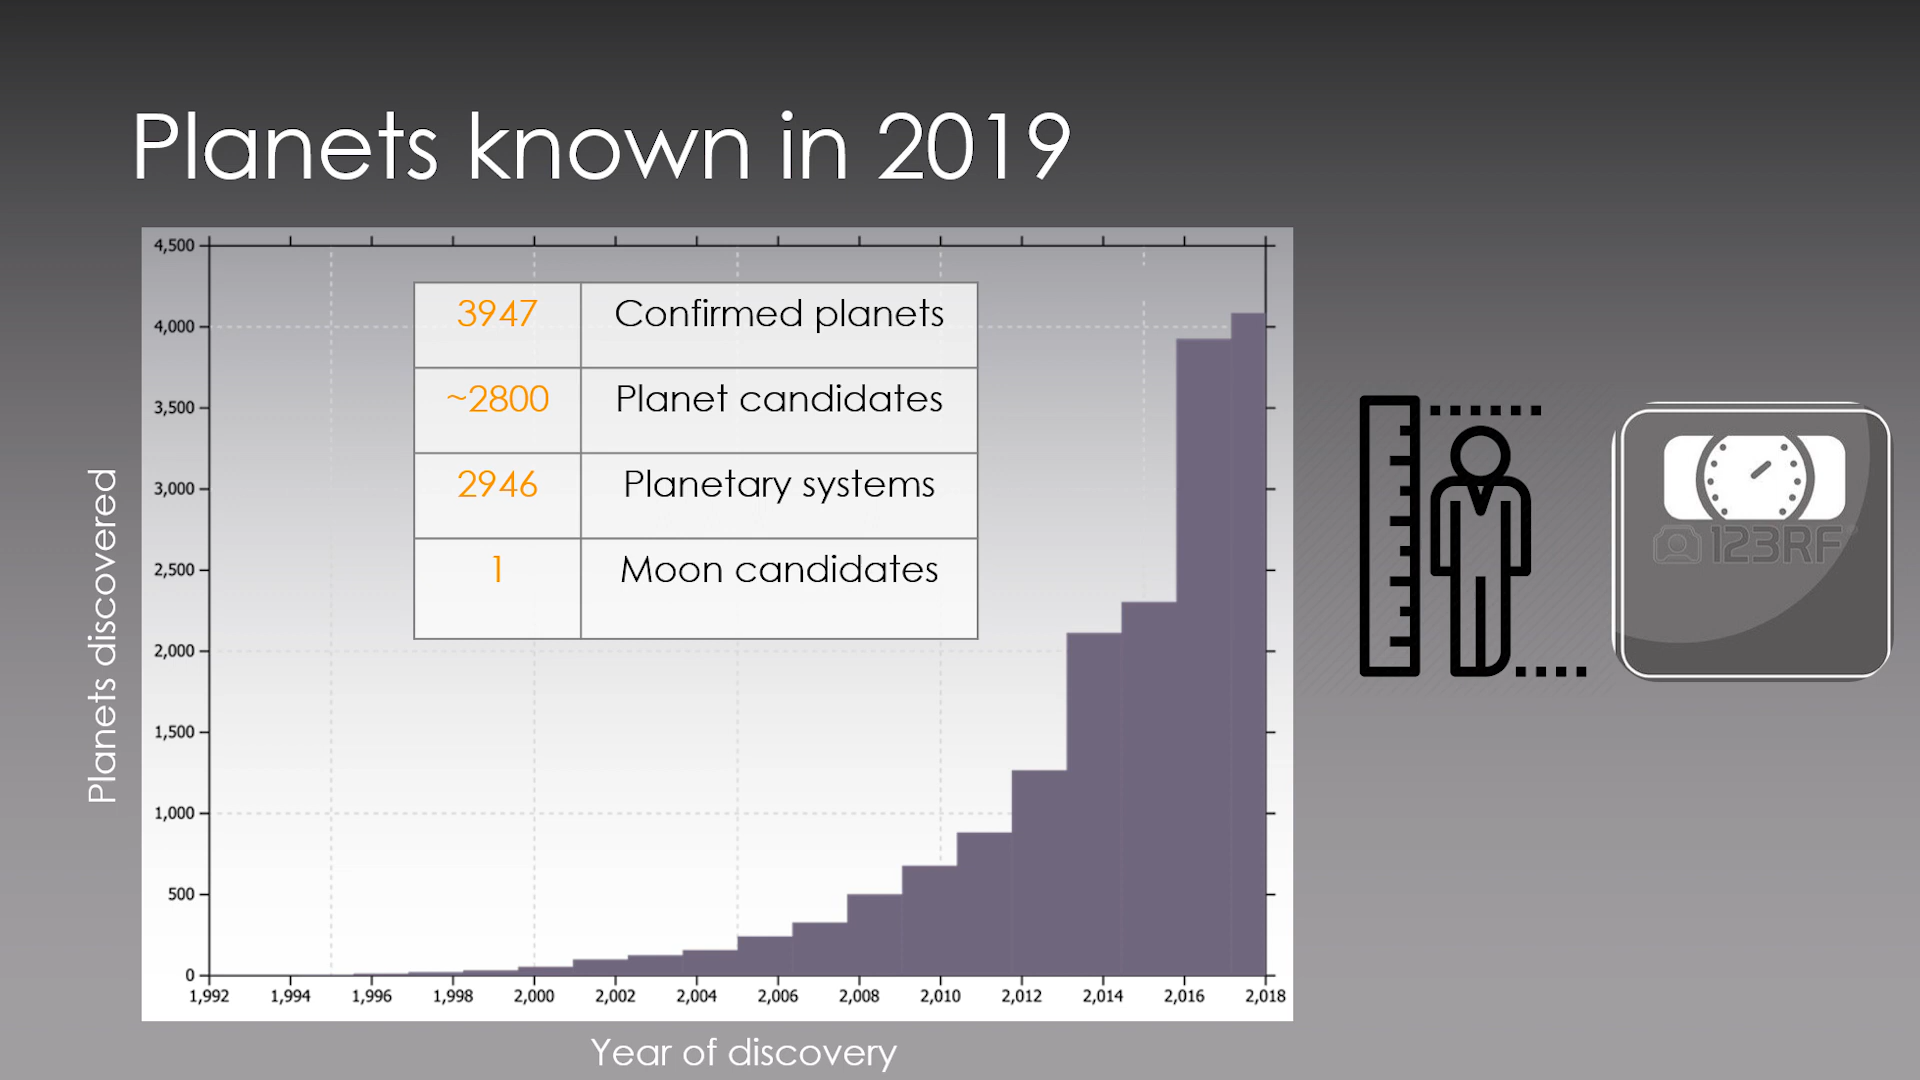 Planets known in 2019
4,500
4,000
3,500
3,000
2,500
2,000
1,500
1,000
500
0
Planets discovered
3947 Confirmed planets
~2800 Planet candidates
2946 Planetary systems
1 Moon candidates
1,992 1,994 1,996 1,998 2,000 2,002 2,004 2,006 2,008 2,010 2,012 2,014 2,016 2,018
Year of discovery
123RF